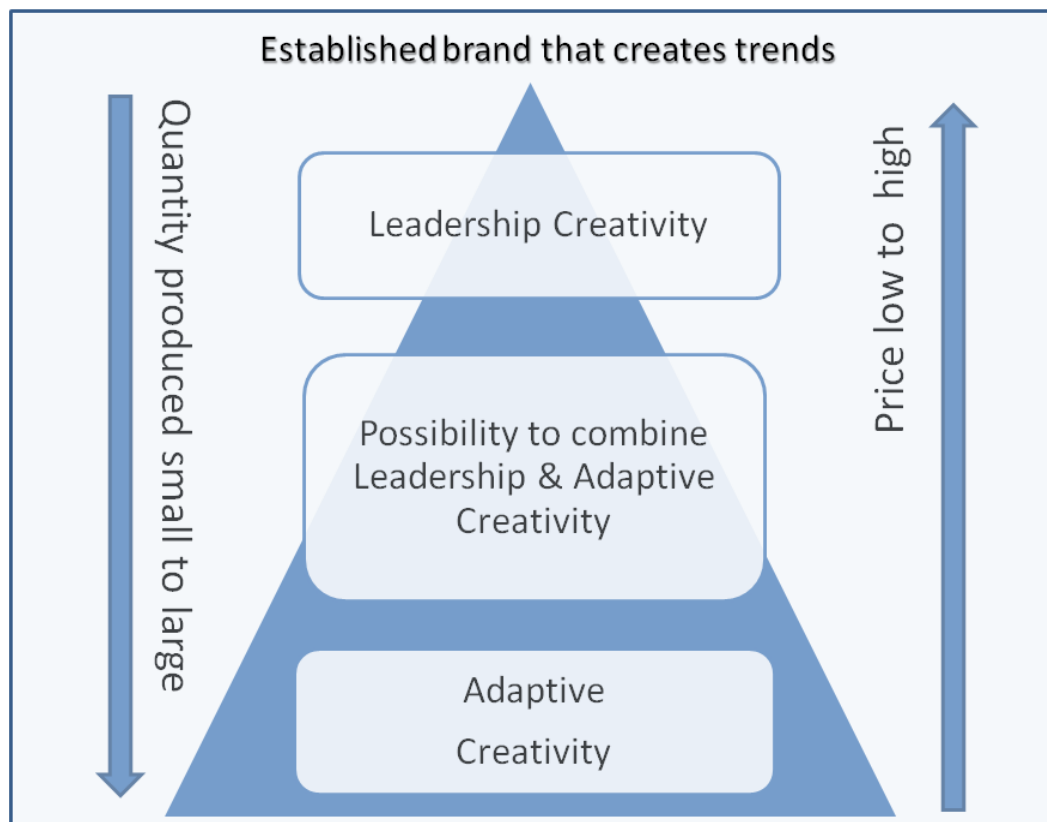 Established brand that creates trends
Quantity produced small to large
Price low to high
Leadership Creativity
Possibility to combine
Leadership & Adaptive
Creativity
Adaptive
Creativity